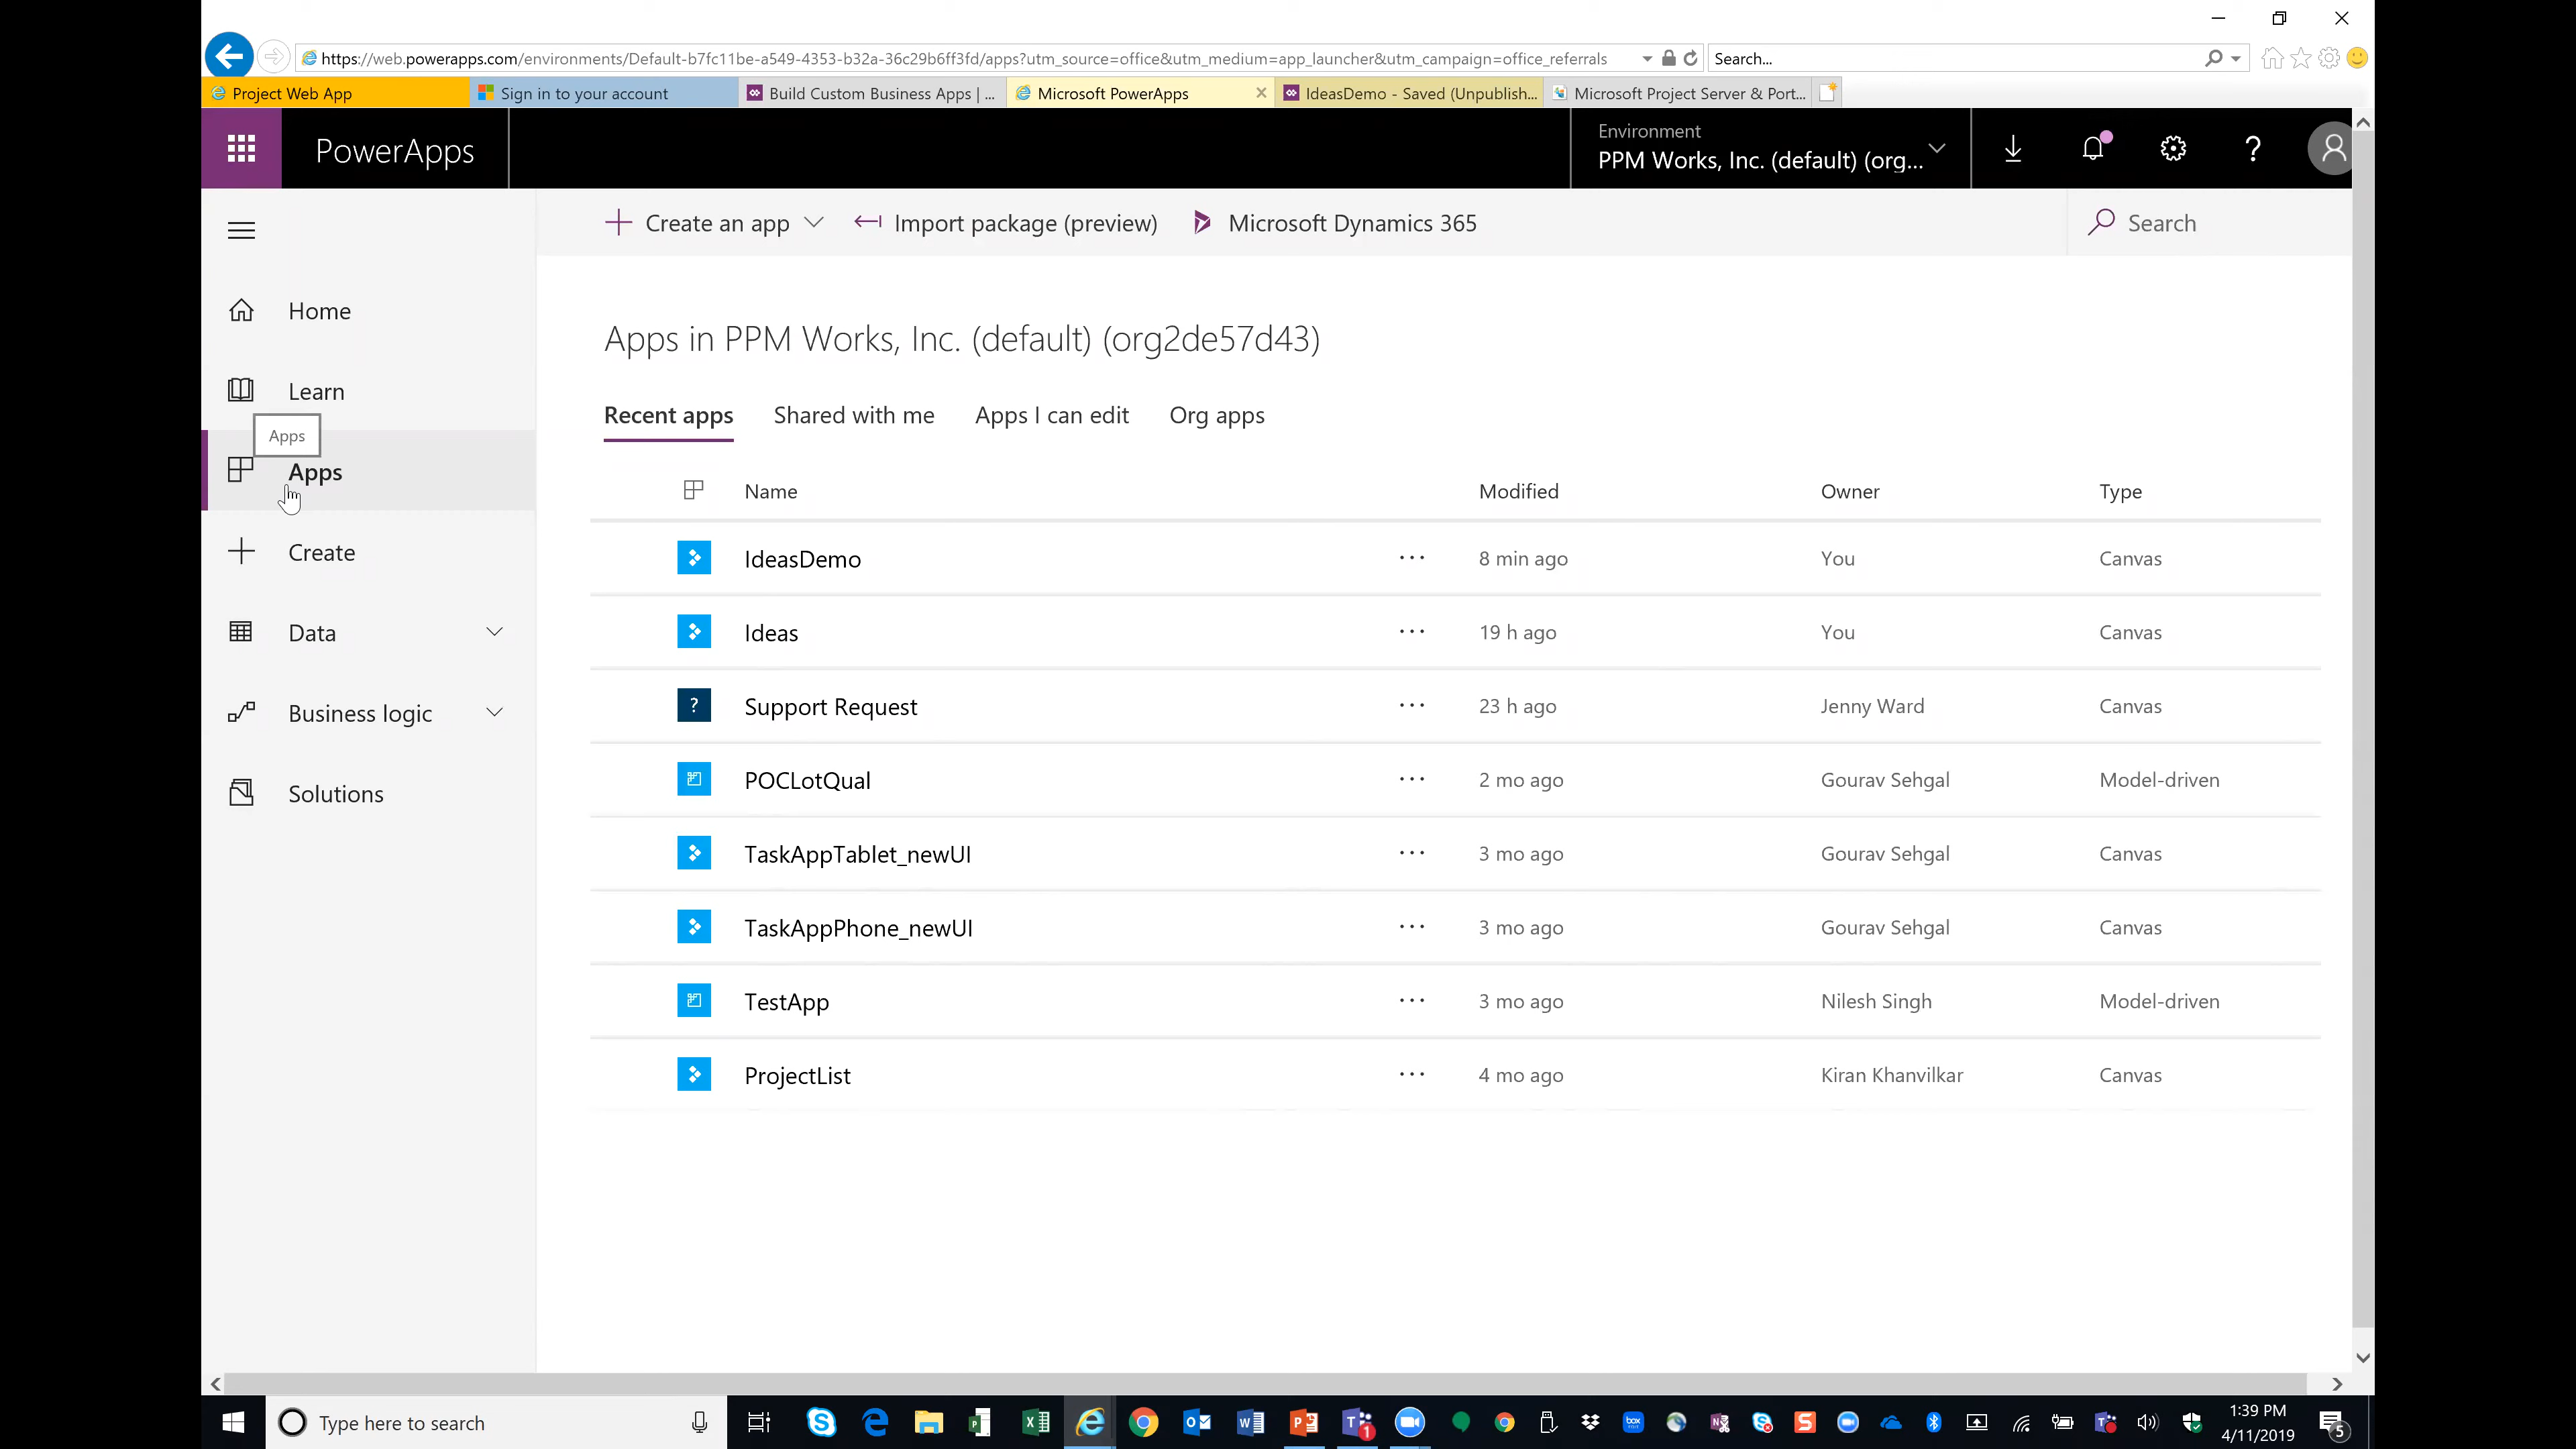 https://web.powerapps.com/environments/Default-b7fc11be-a549-4353-b32a-36c29b6ff3fd/apps?utm_source=office&utm_medium=app_launcher&utm_campaign=office_referrals
Search...
Project Web App
Sign in to your account
Build Custom Business Apps | ...
Microsoft PowerApps
IdeasDemo - Saved (Unpublish...
Microsoft Project Server & Port...
PowerApps
Environment
PPM Works, Inc. (default) (org...
Create an app
Import package (preview)
Microsoft Dynamics 365
Search
Home
Learn
Apps
Apps
Create
Data
Business logic
Solutions
Apps in PPM Works, Inc. (default) (org2de57d43)
Recent apps Shared with me Apps I can edit Org apps
Name Modified Owner Type
IdeasDemo ... 8 min ago You Canvas
Ideas ... 19 h ago You Canvas
Support Request ... 23 h ago Jenny Ward Canvas
POCLotQual ... 2 mo ago Gourav Sehgal Model-driven
TaskAppTablet_newUI ... 3 mo ago Gourav Sehgal Canvas
TaskAppPhone_newUI ... 3 mo ago Gourav Sehgal Canvas
TestApp ... 3 mo ago Nilesh Singh Model-driven
ProjectList ... 4 mo ago Kiran Khanvilkar Canvas
Type here to search
1:39 PM
4/11/2019
5